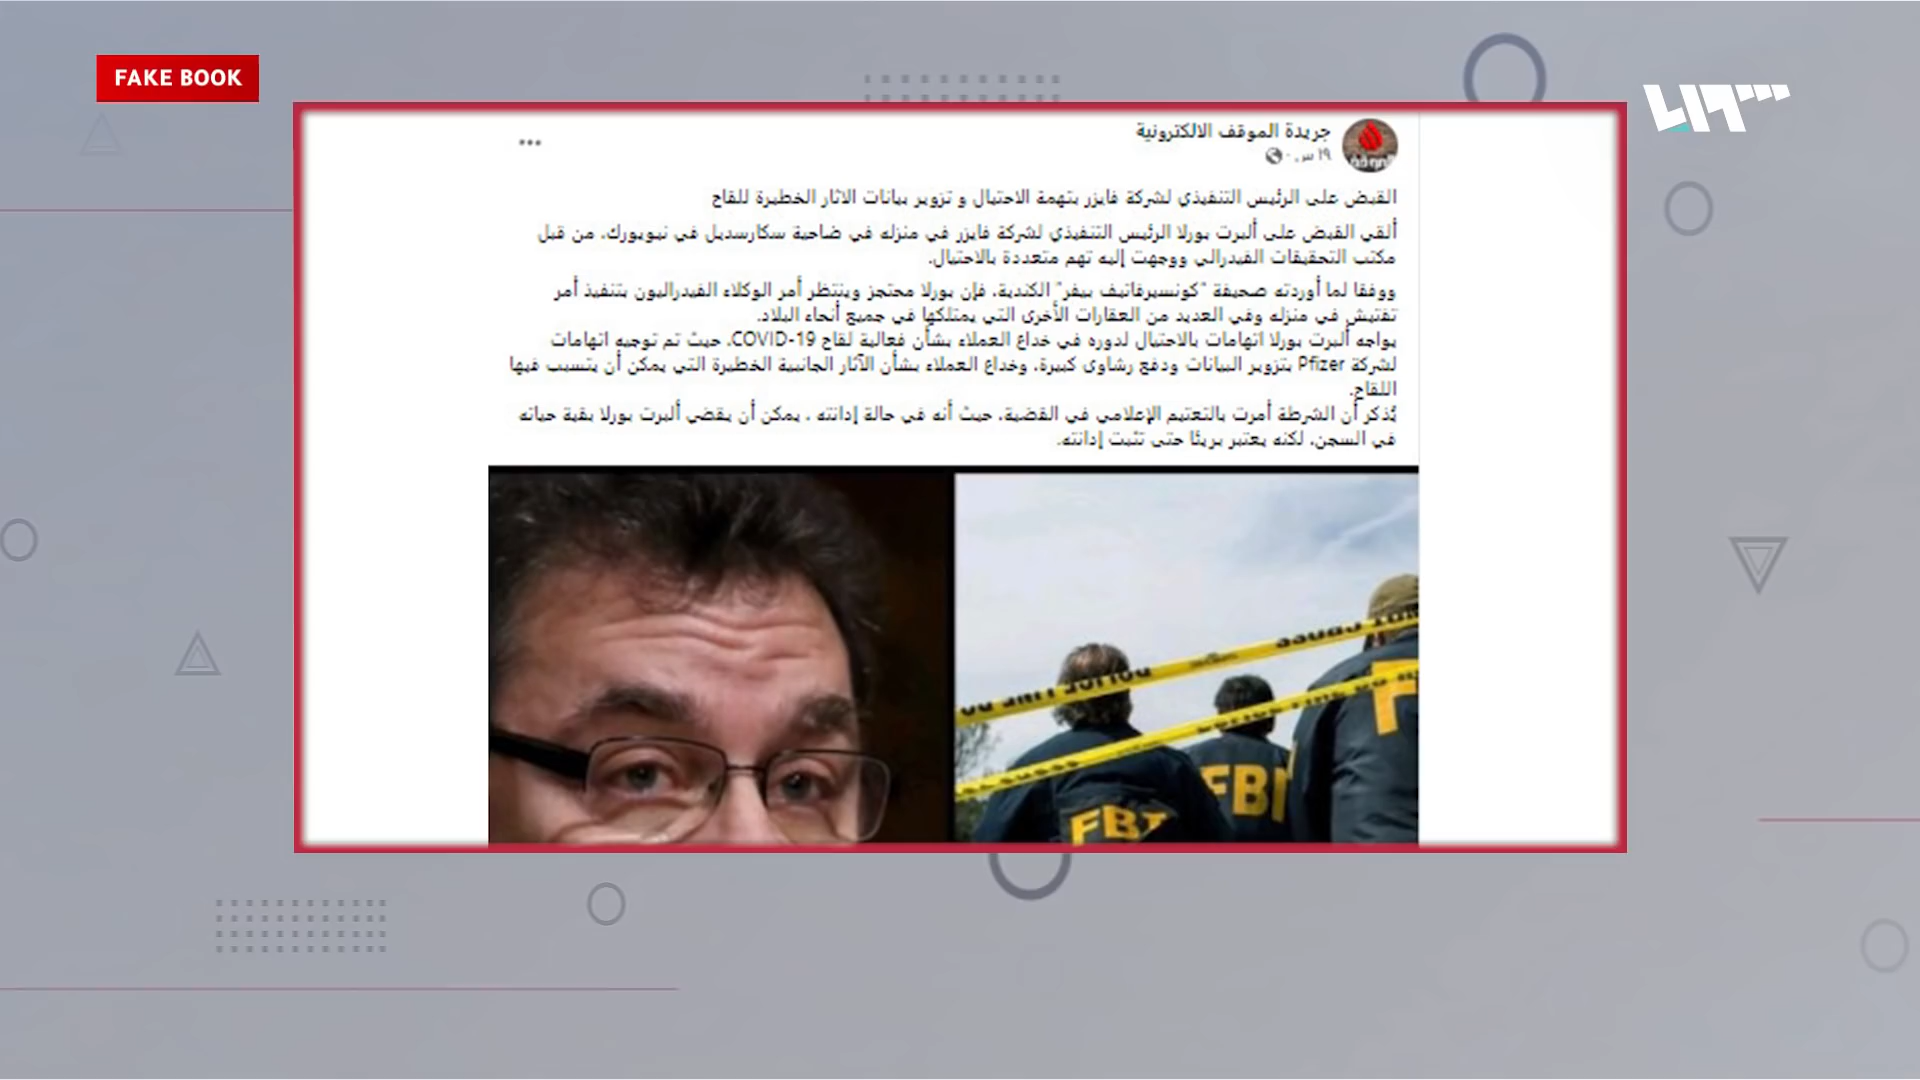 FAKE BOOK
جريدة الموقف الالكترونية
١٩ س ·
القبض على الرئيس التنفيذي لشركة فايزر بتهمة الاحتيال و تزوير بيانات الاثار الخطيرة للقاح
ألقي القبض على ألبرت بورلا الرئيس التنفيذي لشركة فايزر في منزله في ضاحية سكارسديل في نيويورك، من قبل
مكتب التحقيقات الفيدرالي ووجهت إليه تهم متعددة بالاحتيال.
ووفقا لما أوردته صحيفة "كونسيرفاتيف بيفر" الكندية، فإن بورلا محتجز وينتظر أمر الوكلاء الفيدراليون بتنفيذ أمر
تفتيش في منزله وفي العديد من العقارات الأخرى التي يمتلكها في جميع أنحاء البلاد.
يواجه ألبرت بورلا اتهامات بالاحتيال لدوره في خداع العملاء بشأن فعالية لقاح COVID-19، حيث تم توجيه اتهامات
لشركة Pfizer بتزوير البيانات ودفع رشاوى كبيرة، وخداع العملاء بشأن الآثار الجانبية الخطيرة التي يمكن أن يتسبب فيها
اللقاح.
يُذكر أن الشرطة أمرت بالتعتيم الإعلامي في القضية، حيث أنه في حالة إدانته ، يمكن أن يقضي ألبرت بورلا بقية حياته
في السجن، لكنه يعتبر بريئا حتى تثبت إدانته.
POLICE LINE DO
FBI
FBI
F